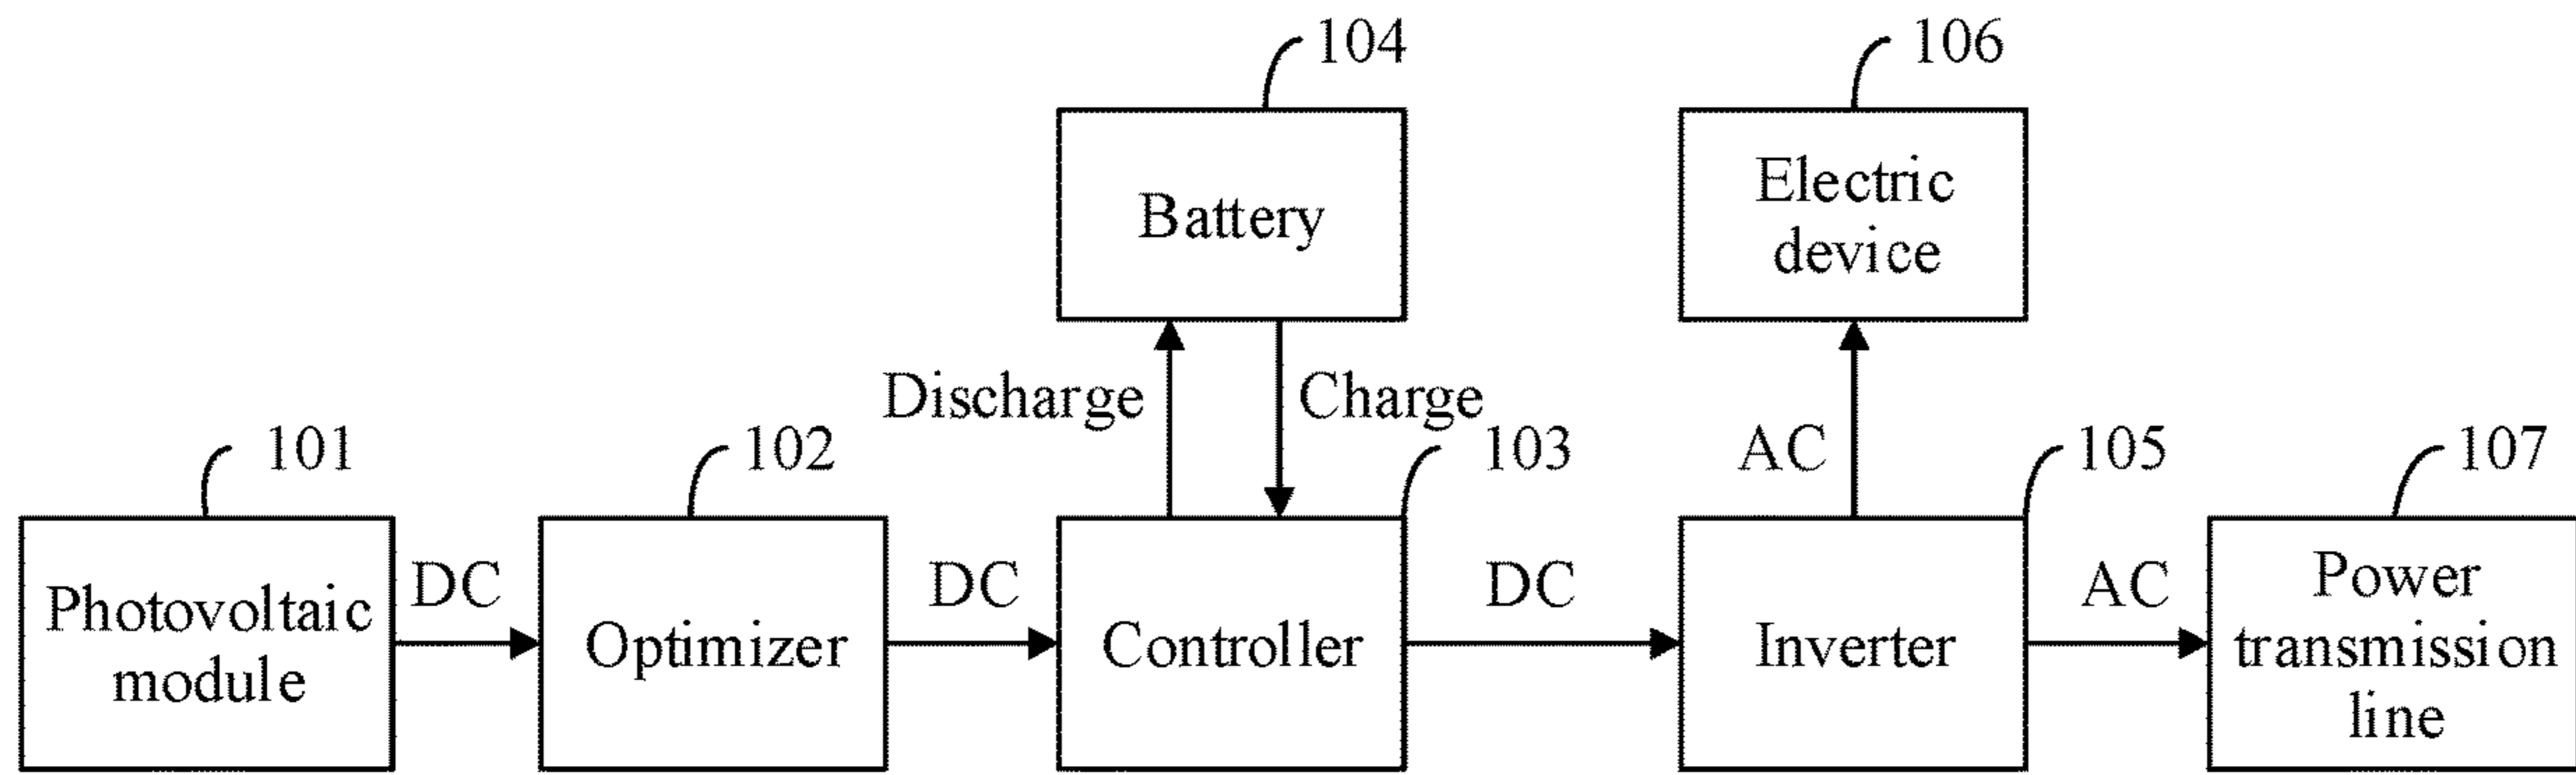 104
106
Battery
Electric
device
Discharge
Charge
AC
101
102
103
105
107
Photovoltaic
module
DC
Optimizer
DC
Controller
DC
Inverter
AC
Power
transmission
line